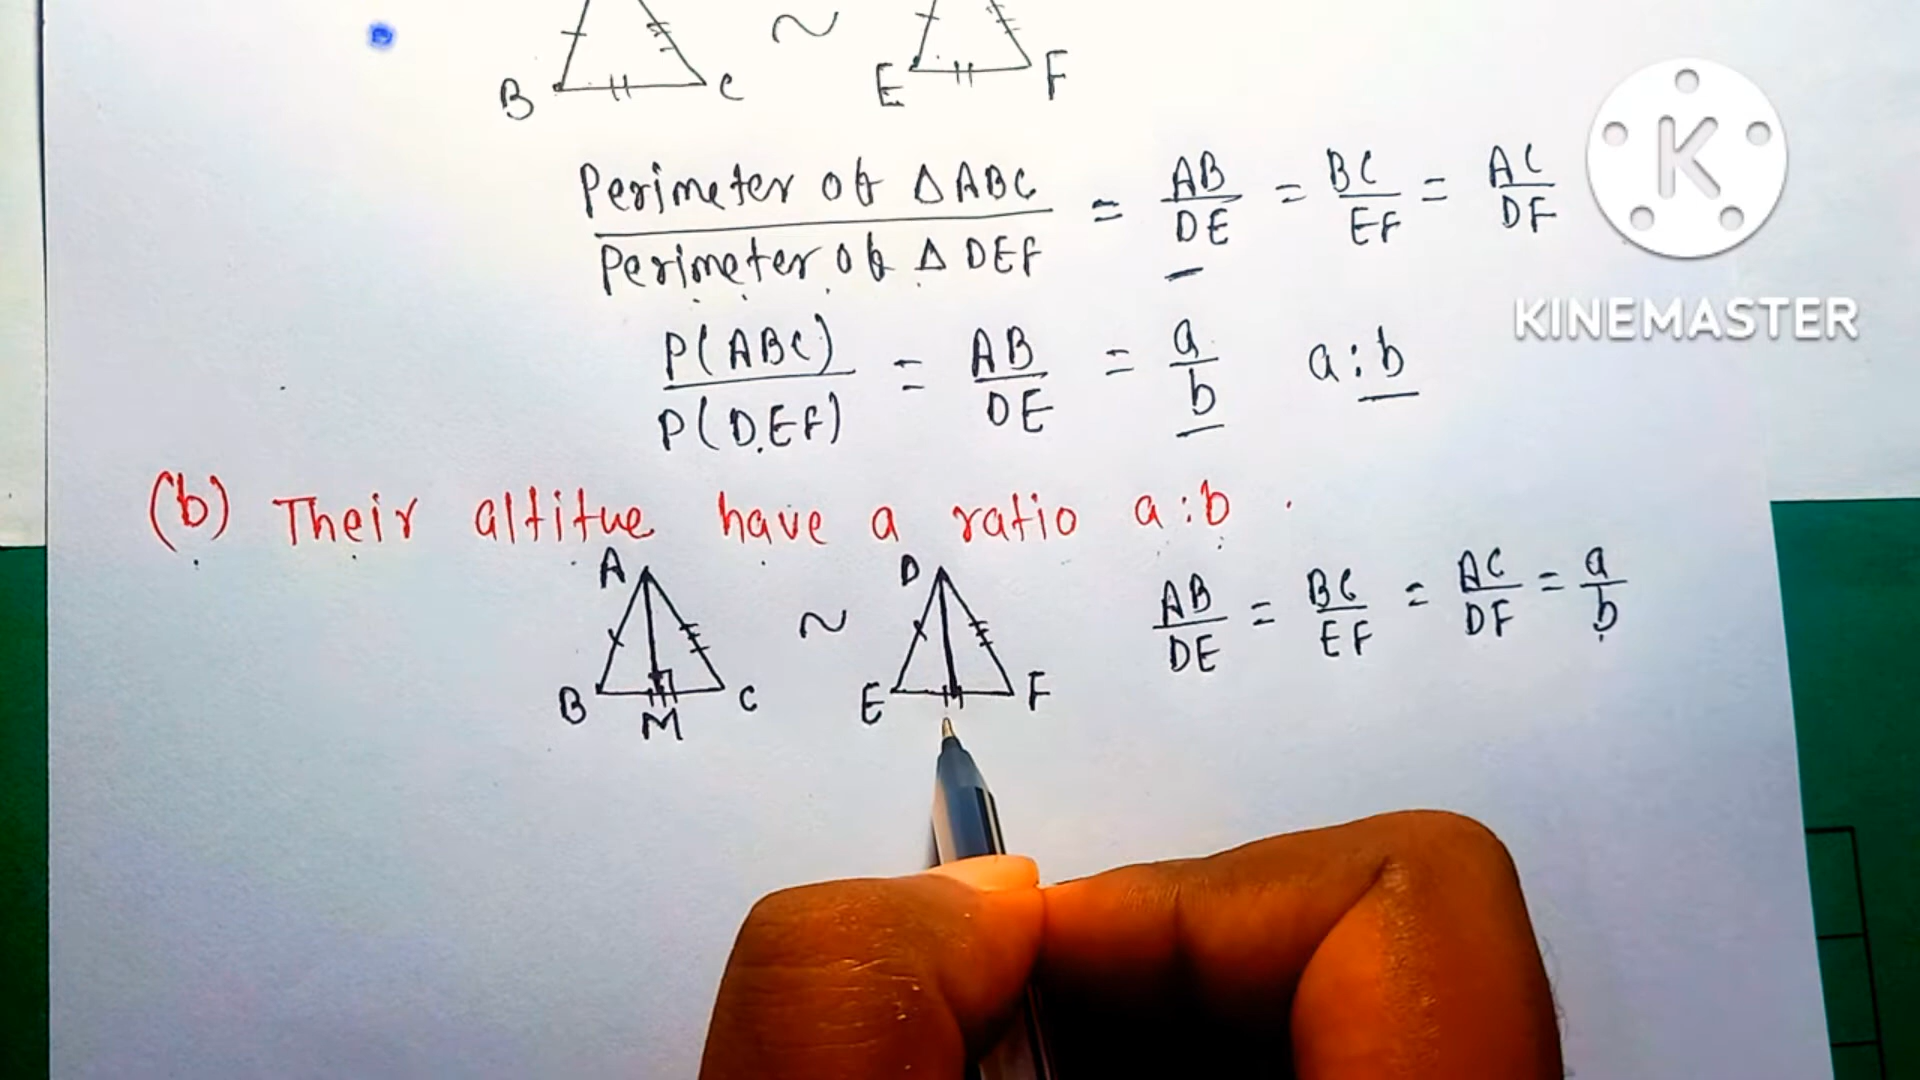 B C ~ E F
Perimeter of ΔABC / Perimeter of Δ DEF = AB/DE = BC/EF = AC/DF
KINEMASTER
P(ABC) / P(DEF) = AB/DE = a/b a:b
(b) Their altitue have a ratio a:b.
A D
~ AB/DE = BC/EF = AC/DF = a/b
B M C E F